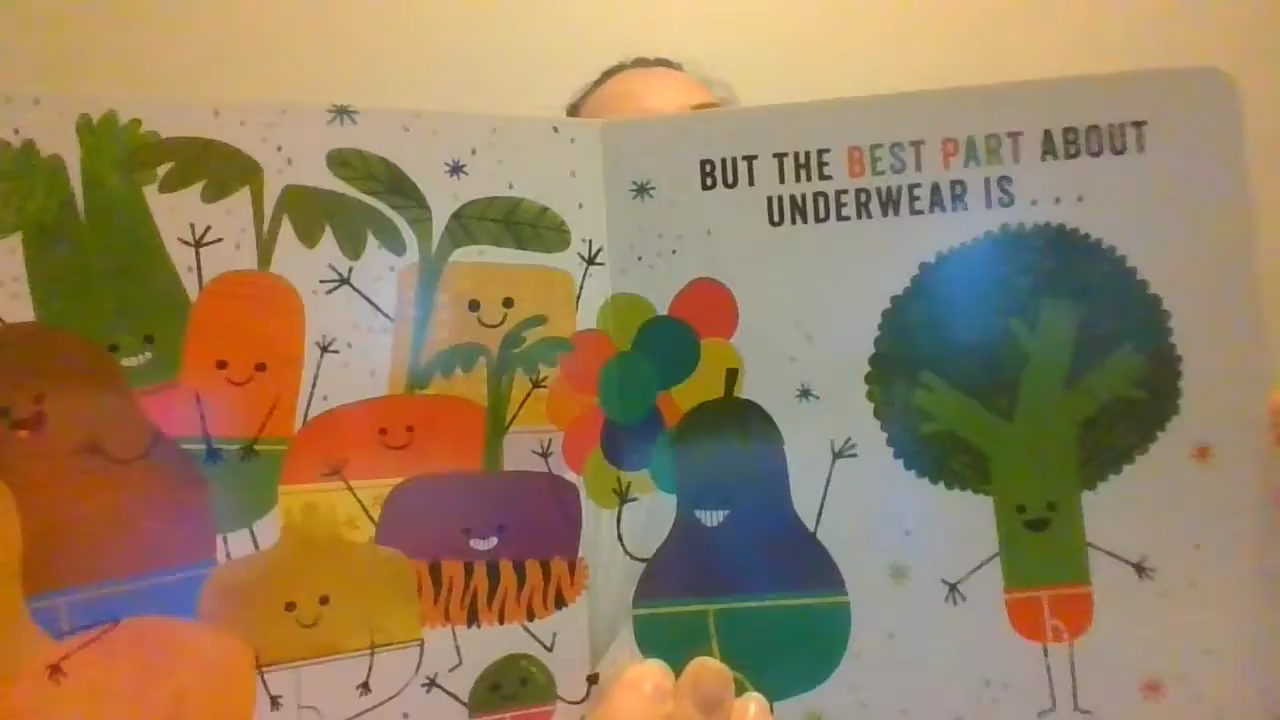 BUT THE BEST PART ABOUT
UNDERWEAR IS . . .